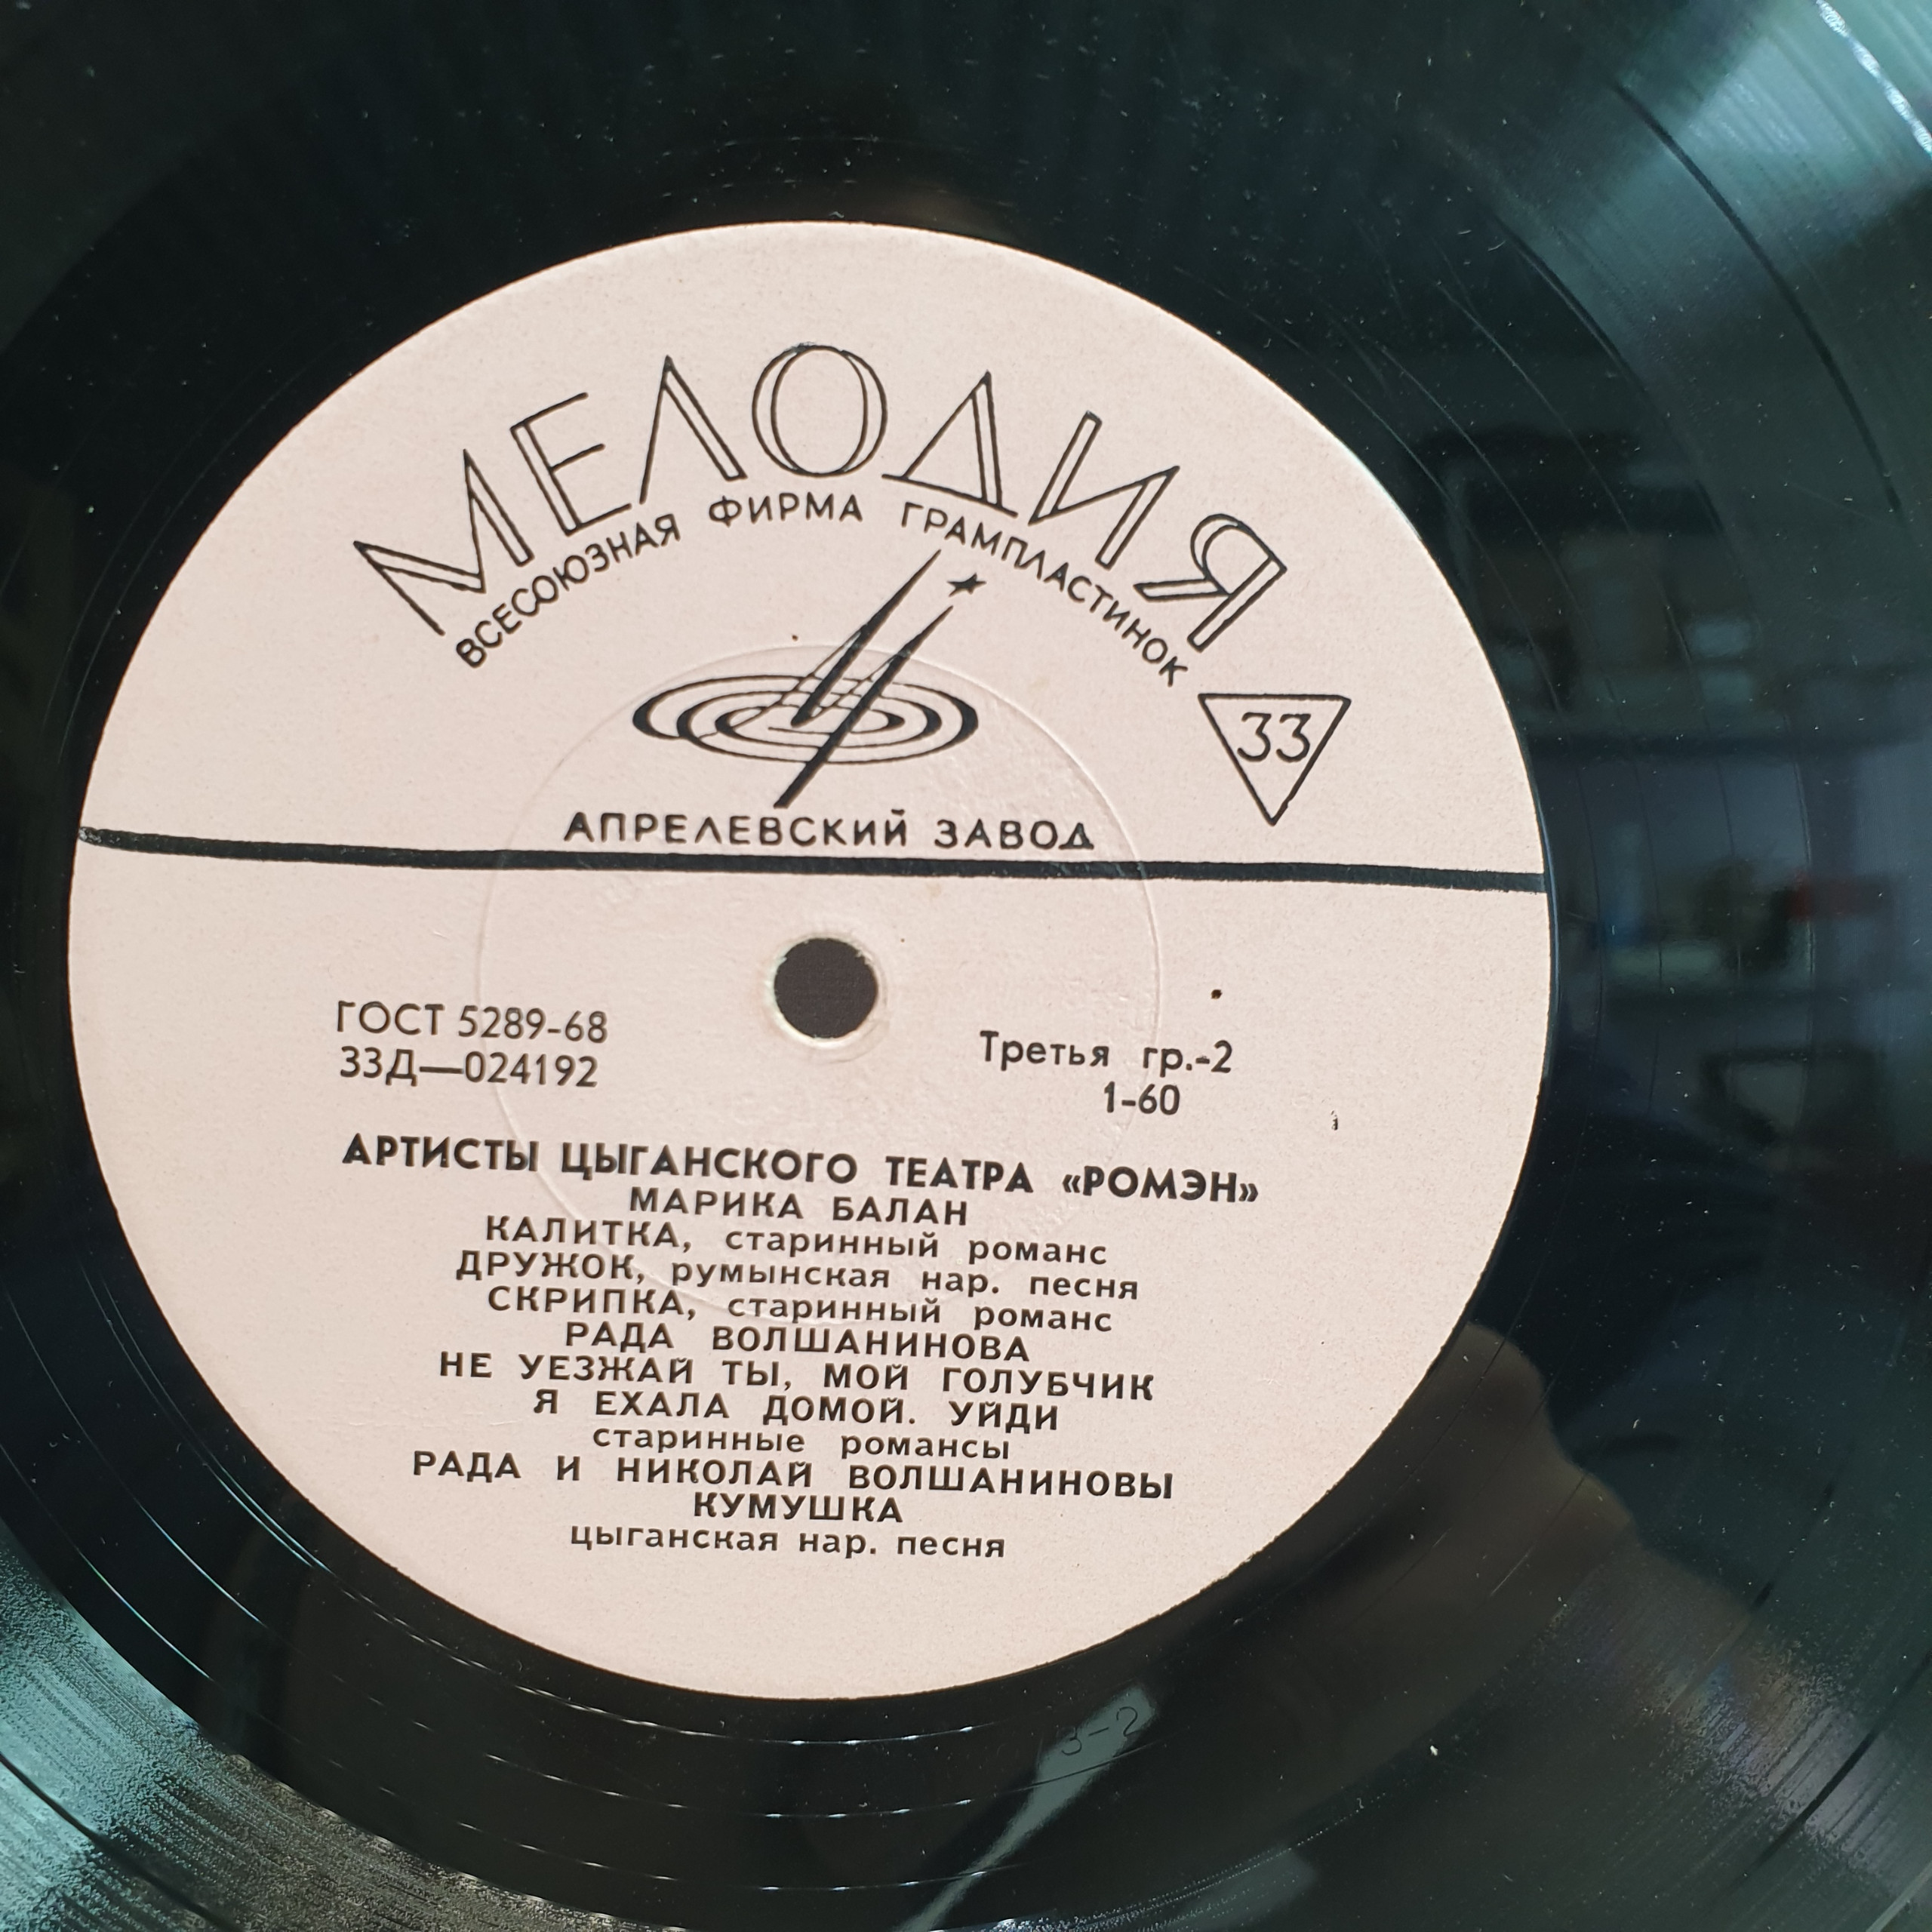 МЕЛОДИЯ
ВСЕСОЮЗНАЯ ФИРМА ГРАМПЛАСТИНОК
33
АПРЕЛЕВСКИЙ ЗАВОД
ГОСТ 5289-68
33Д—024192
Третья гр.-2
1-60
АРТИСТЫ ЦЫГАНСКОГО ТЕАТРА «РОМЭН»
МАРИКА БАЛАН
КАЛИТКА, старинный романс
ДРУЖОК, румынская нар. песня
СКРИПКА, старинный романс
РАДА ВОЛШАНИНОВА
НЕ УЕЗЖАЙ ТЫ, МОЙ ГОЛУБЧИК
Я ЕХАЛА ДОМОЙ. УЙДИ
старинные романсы
РАДА И НИКОЛАЙ ВОЛШАНИНОВЫ
КУМУШКА
цыганская нар. песня